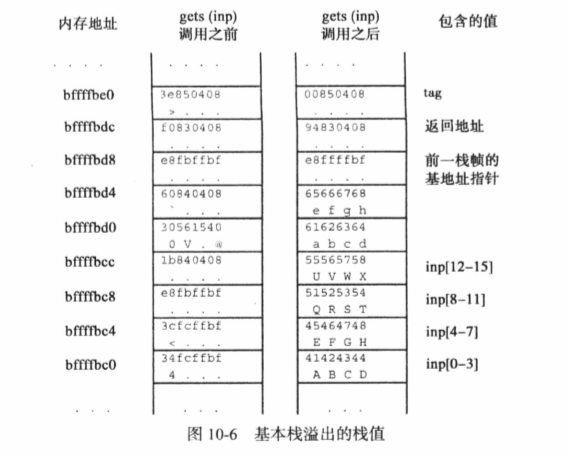 内存地址 gets (inp) 调用之前 gets (inp) 调用之后 包含的值
. . . . . . . . . . . .
bffffbe0 3e850408 00850408 tag
> . . . . . . .
bffffbdc f0830408 94830408 返回地址
. . . . . . . .
bffffbd8 e8fbffbf e8ffffbf 前一栈帧的
. . . . . . . . 基地址指针
bffffbd4 60840408 65666768
` . . . e f g h
bffffbd0 30561540 61626364
0 V . @ a b c d
bffffbcc 1b840408 55565758 inp[12–15]
. . . . U V W X
bffffbc8 e8fbffbf 51525354 inp[8–11]
. . . . Q R S T
bffffbc4 3cfcffbf 45464748 inp[4–7]
< . . . E F G H
bffffbc0 34fcffbf 41424344 inp[0–3]
4 . . . A B C D
. . . . . . . . .
图 10-6 基本栈溢出的栈值